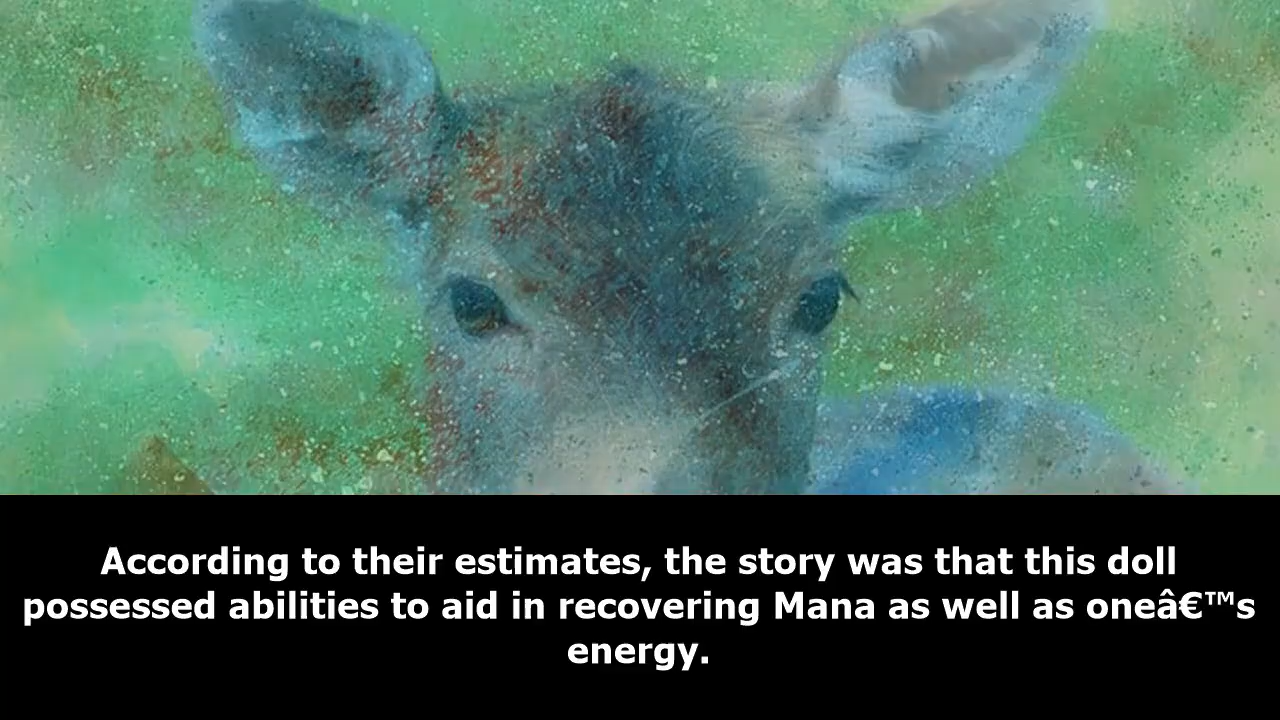 According to their estimates, the story was that this doll
possessed abilities to aid in recovering Mana as well as oneâ€™s
energy.